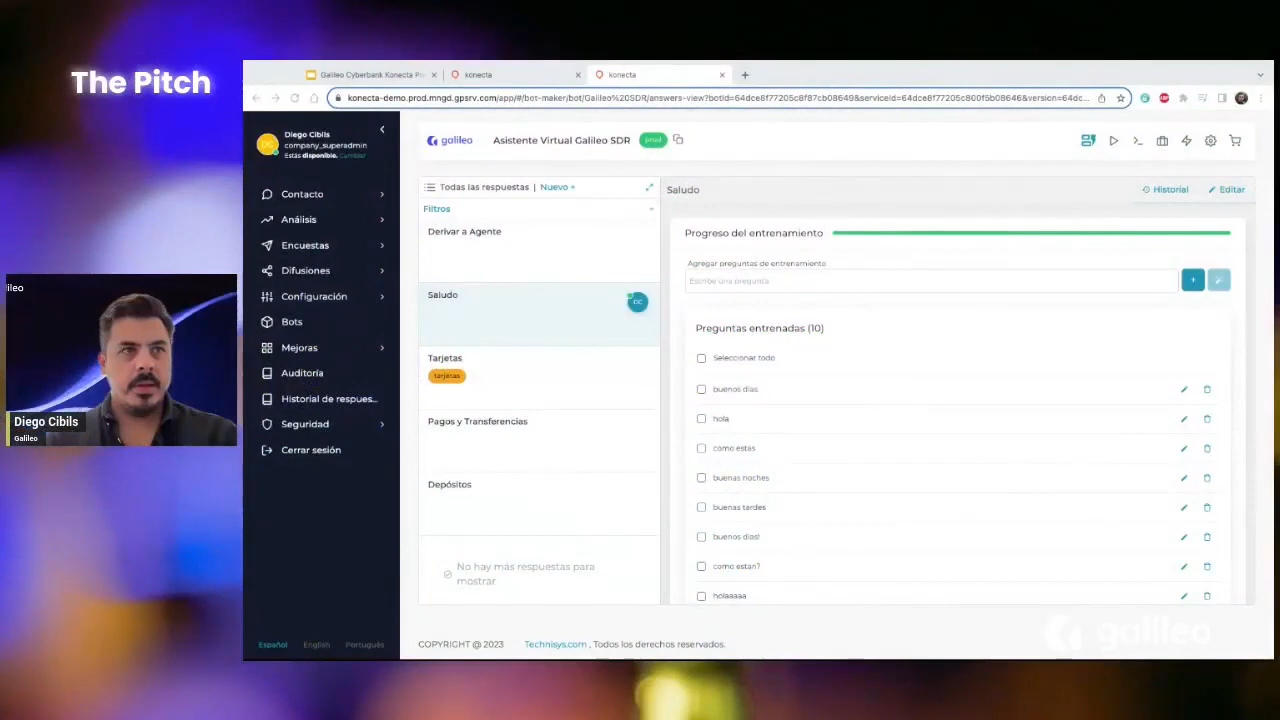 The Pitch
Galileo Cyberbank Konecta Pre
konecta
konecta
konecta-demo.prod.mngd.gpsrv.com/app/#/bot-maker/bot/Galileo%20SDR/answers-view?botId=64dce8f77205c8f87cb08649&serviceId=64dce8f77205c800f5b08646&version=64dc...
DC
Diego Cibils
company_superadmin
Estás disponible. Cambiar
Contacto
Análisis
Encuestas
Difusiones
Configuración
Bots
Mejoras
Auditoría
Historial de respues...
Seguridad
Cerrar sesión
Español English Português
galileo
Asistente Virtual Galileo SDR
prod
Todas las respuestas | Nuevo +
Filtros
Derivar a Agente
Saludo
DC
Tarjetas
tarjetas
Pagos y Transferencias
Depósitos
No hay más respuestas para
mostrar
Saludo
Historial
Editar
Progreso del entrenamiento
Agregar preguntas de entrenamiento
Escribe una pregunta
Preguntas entrenadas (10)
Seleccionar todo
buenos dias
hola
como estas
buenas noches
buenas tardes
buenos dias!
como estan?
holaaaaa
COPYRIGHT @ 2023 Technisys.com , Todos los derechos reservados.
galileo
ileo
Diego Cibils
Galileo